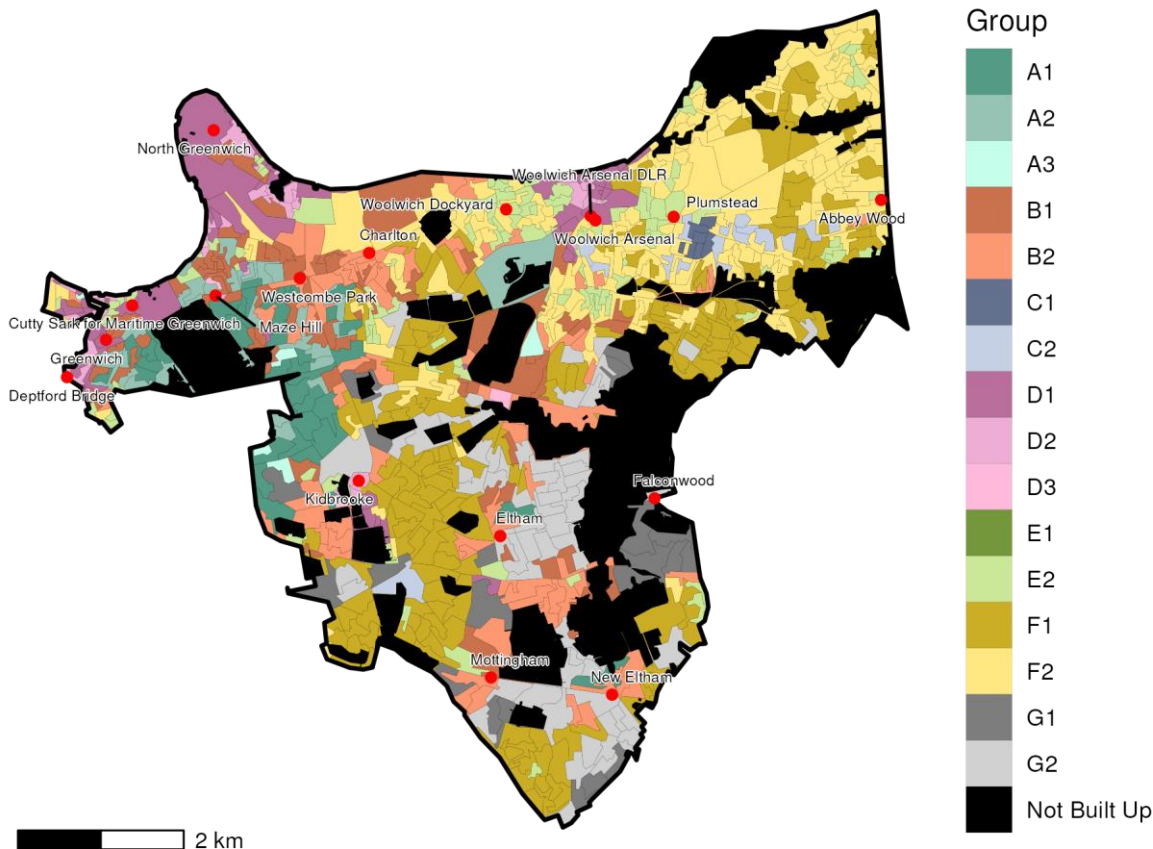 Group
A1
A2
A3
B1
B2
C1
C2
D1
D2
D3
E1
E2
F1
F2
G1
G2
Not Built Up
North Greenwich
Woolwich Arsenal DLR
Woolwich Dockyard
Plumstead
Abbey Wood
Woolwich Arsenal
Charlton
Westcombe Park
Cutty Sark for Maritime Greenwich
Maze Hill
Greenwich
Deptford Bridge
Falconwood
Kidbrooke
Eltham
Mottingham
New Eltham
2 km